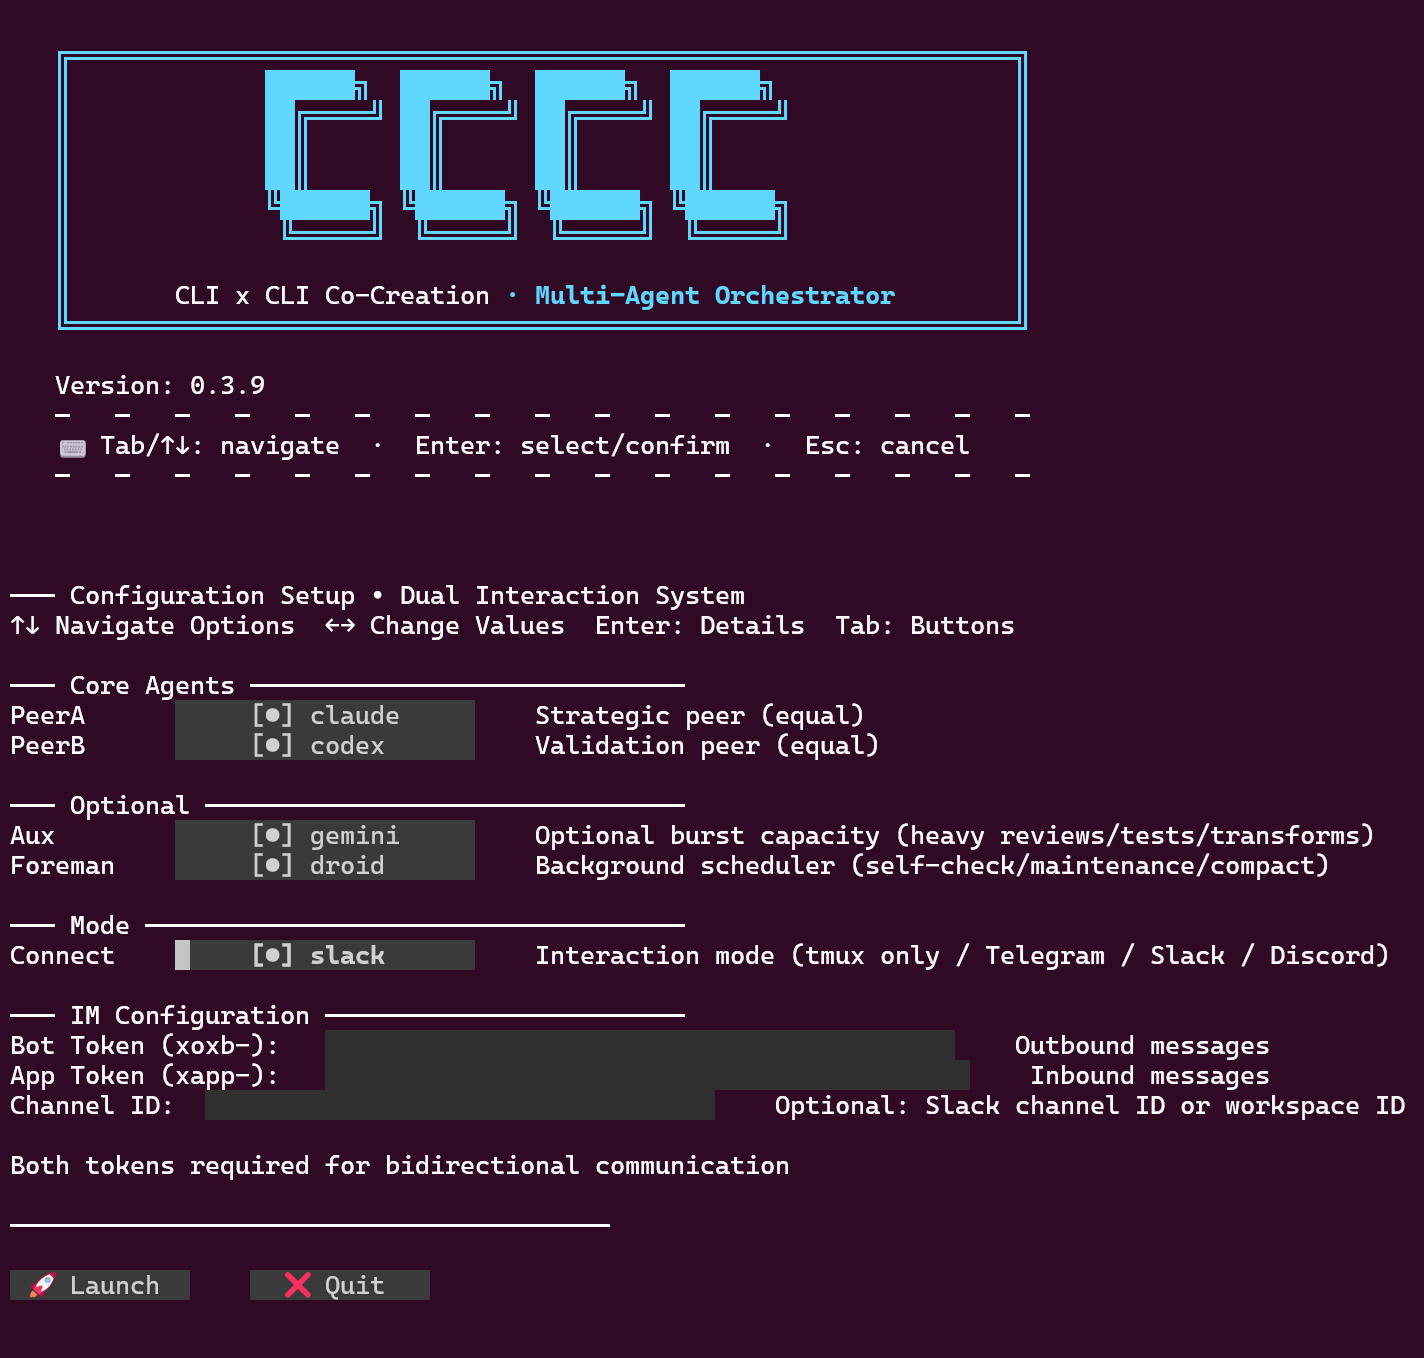 CCCC
CLI x CLI Co-Creation · Multi-Agent Orchestrator
Version: 0.3.9
Tab/↑↓: navigate · Enter: select/confirm · Esc: cancel
─── Configuration Setup • Dual Interaction System
↑↓ Navigate Options ←→ Change Values Enter: Details Tab: Buttons
─── Core Agents ─────────────────────────────
PeerA [●] claude Strategic peer (equal)
PeerB [●] codex Validation peer (equal)
─── Optional ────────────────────────────────
Aux [●] gemini Optional burst capacity (heavy reviews/tests/transforms)
Foreman [●] droid Background scheduler (self-check/maintenance/compact)
─── Mode ────────────────────────────────────
Connect [●] slack Interaction mode (tmux only / Telegram / Slack / Discord)
─── IM Configuration ────────────────────────
Bot Token (xoxb-): Outbound messages
App Token (xapp-): Inbound messages
Channel ID: Optional: Slack channel ID or workspace ID
Both tokens required for bidirectional communication
🚀 Launch ❌ Quit